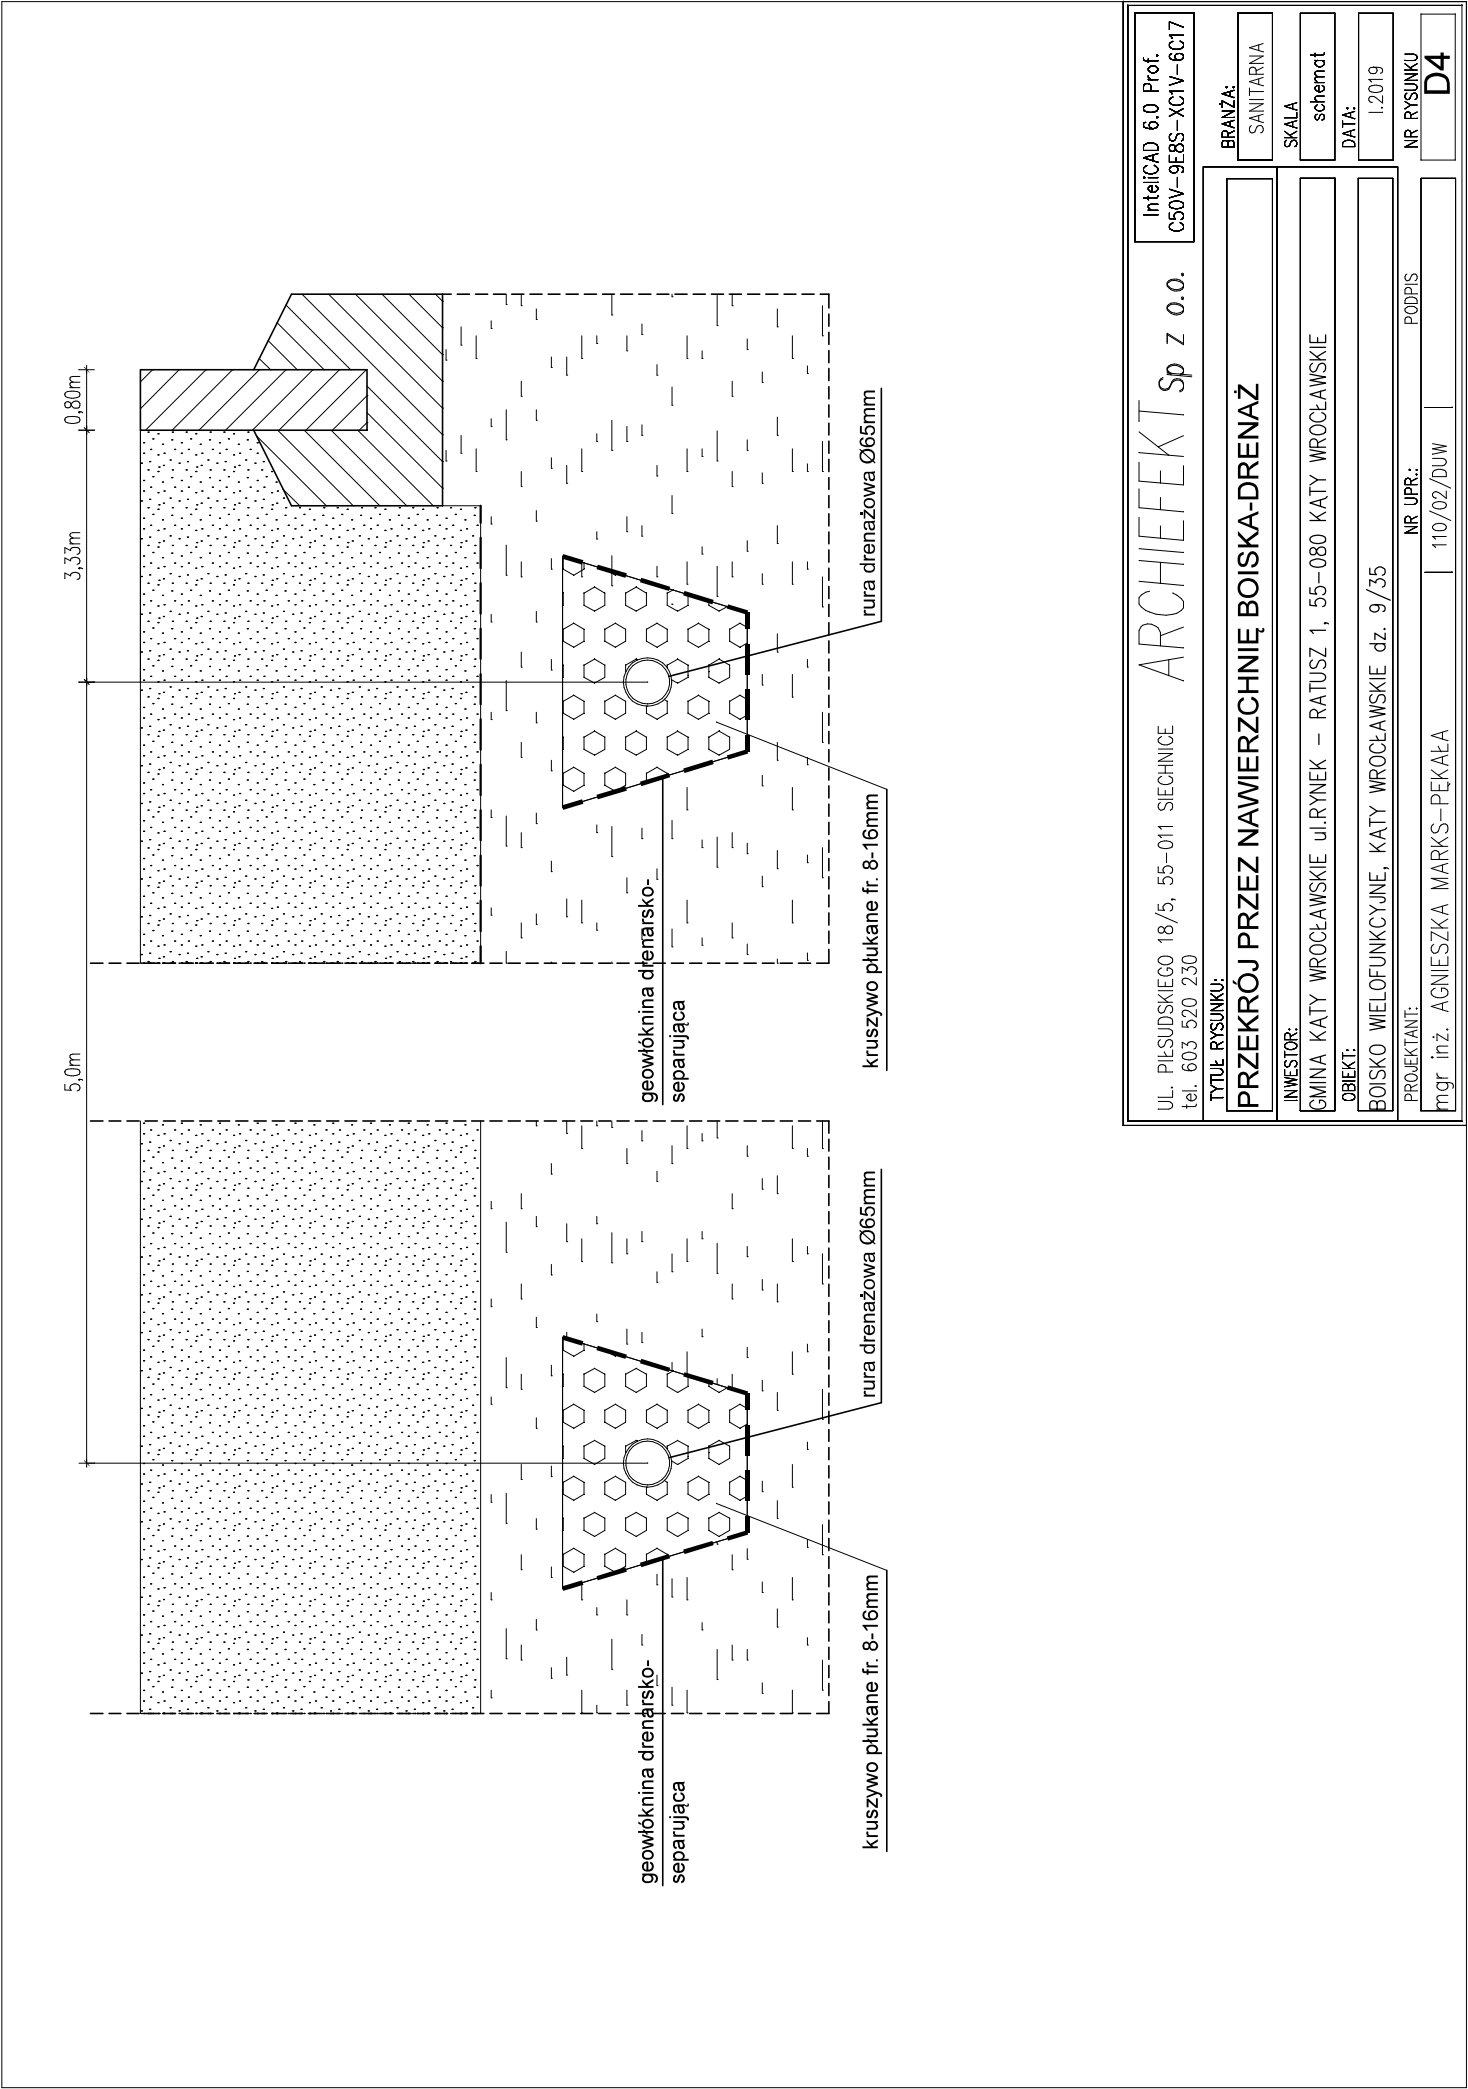 5,0m
3,33m
0,80m
geowłóknina drenarsko-
separująca
kruszywo płukane fr. 8-16mm
rura drenażowa Ø65mm
geowłóknina drenarsko-
separująca
kruszywo płukane fr. 8-16mm
rura drenażowa Ø65mm
UL. PIŁSUDSKIEGO 18/5, 55-011 SIECHNICE
tel. 603 520 230
ARCHIEFEKT Sp z o.o.
InteliCAD 6.0 Prof.
C50V-9E8S-XC1V-6C17
TYTUŁ RYSUNKU:
PRZEKRÓJ PRZEZ NAWIERZCHNIĘ BOISKA-DRENAŻ
BRANŻA:
SANITARNA
INWESTOR:
GMINA KATY WROCŁAWSKIE ul.RYNEK - RATUSZ 1, 55-080 KATY WROCŁAWSKIE
SKALA
schemat
OBIEKT:
BOISKO WIELOFUNKCYJNE, KATY WROCŁAWSKIE dz. 9/35
DATA:
I.2019
PROJEKTANT: NR UPR.: PODPIS
mgr inż. AGNIESZKA MARKS-PĘKAŁA 110/02/DUW
NR RYSUNKU
D4